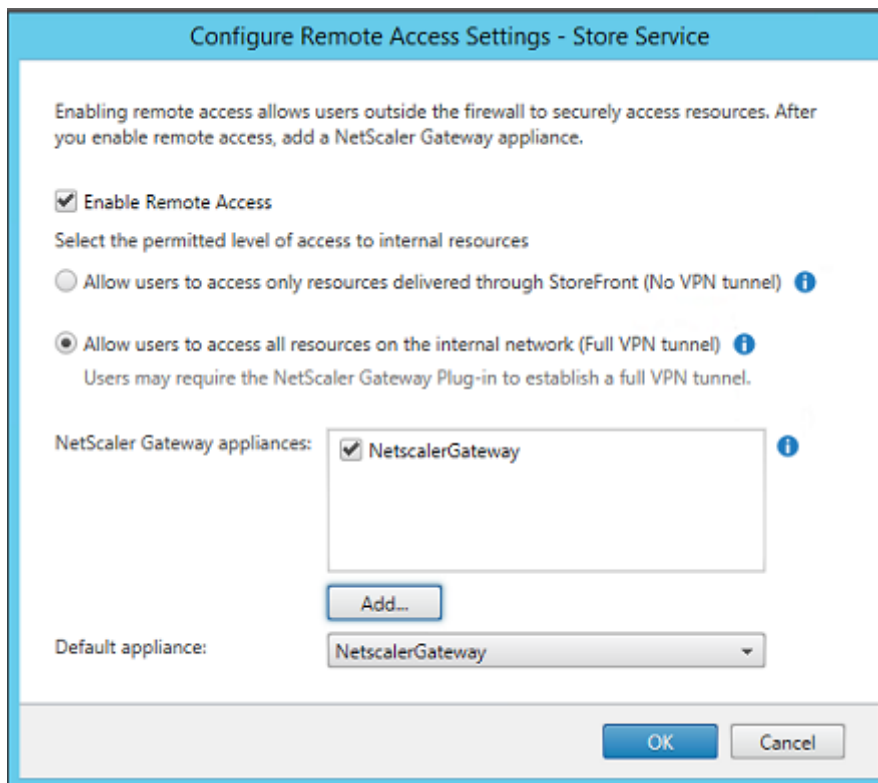 Configure Remote Access Settings - Store Service
Enabling remote access allows users outside the firewall to securely access resources. After
you enable remote access, add a NetScaler Gateway appliance.
Enable Remote Access
Select the permitted level of access to internal resources
Allow users to access only resources delivered through StoreFront (No VPN tunnel)
Allow users to access all resources on the internal network (Full VPN tunnel)
Users may require the NetScaler Gateway Plug-in to establish a full VPN tunnel.
NetScaler Gateway appliances:
NetscalerGateway
Add...
Default appliance:
NetscalerGateway
OK
Cancel